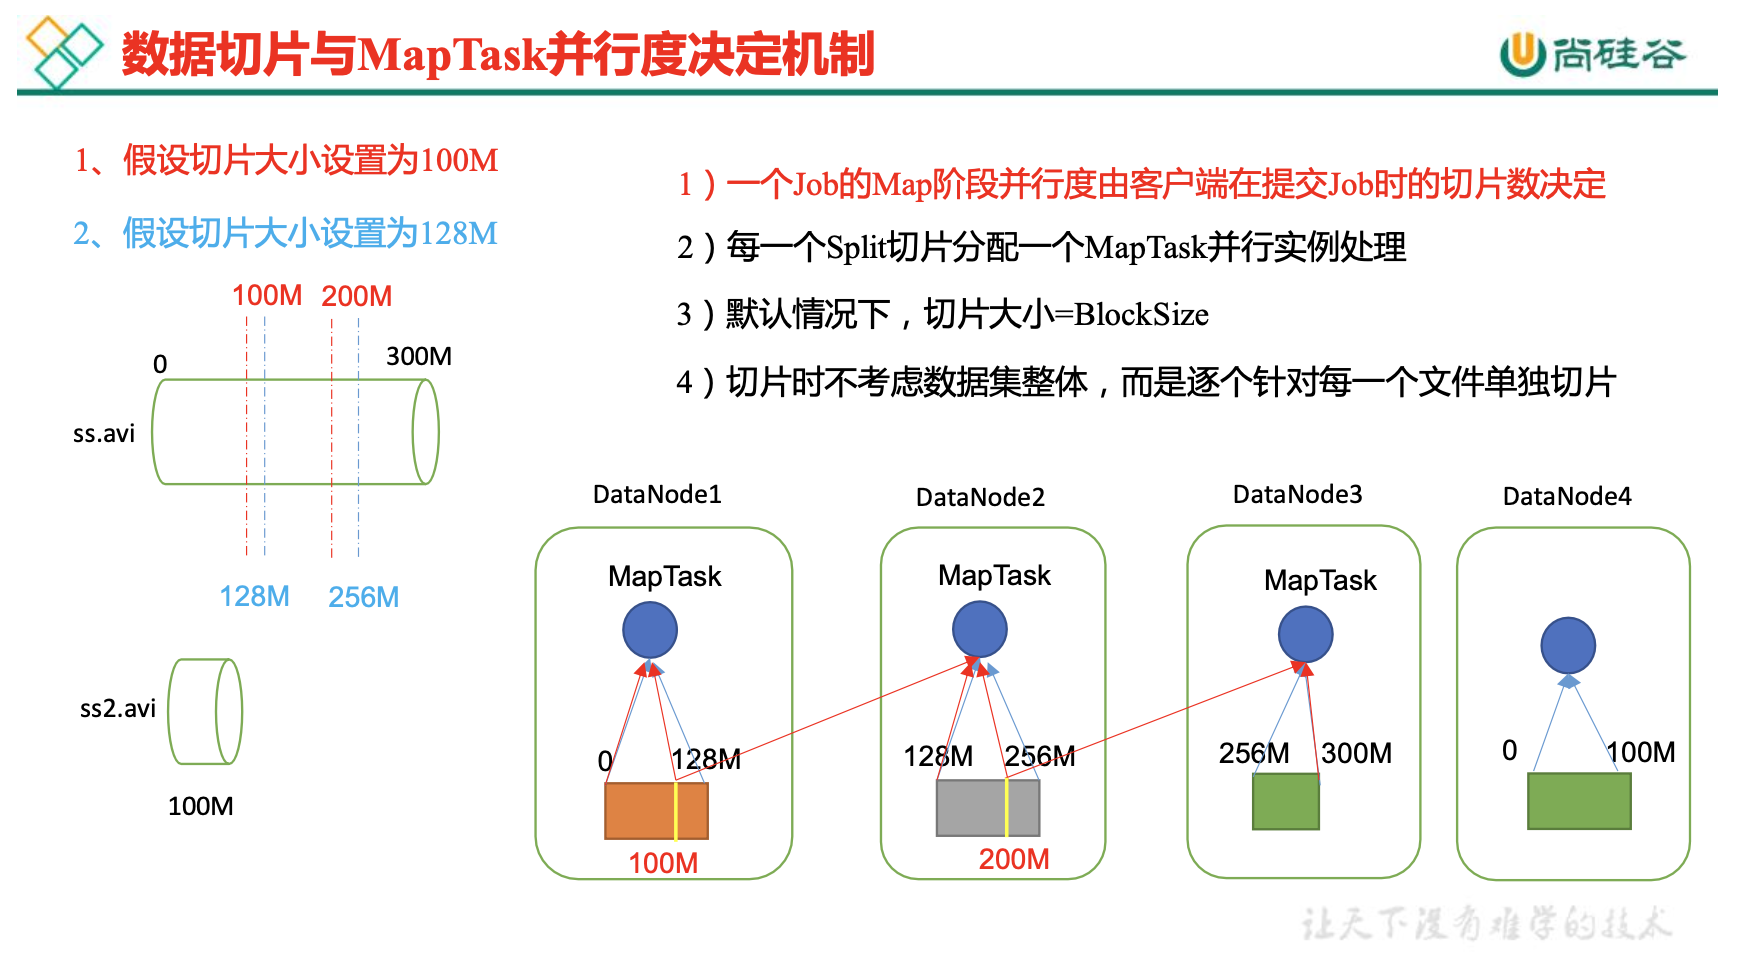 数据切片与MapTask并行度决定机制
尚硅谷
1、假设切片大小设置为100M
2、假设切片大小设置为128M
1）一个Job的Map阶段并行度由客户端在提交Job时的切片数决定
2）每一个Split切片分配一个MapTask并行实例处理
3）默认情况下，切片大小=BlockSize
4）切片时不考虑数据集整体，而是逐个针对每一个文件单独切片
100M 200M
0 300M
ss.avi
128M 256M
ss2.avi
100M
DataNode1 DataNode2 DataNode3 DataNode4
MapTask MapTask MapTask
0 128M 128M 256M 256M 300M 0 100M
100M 200M
让天下没有难学的技术